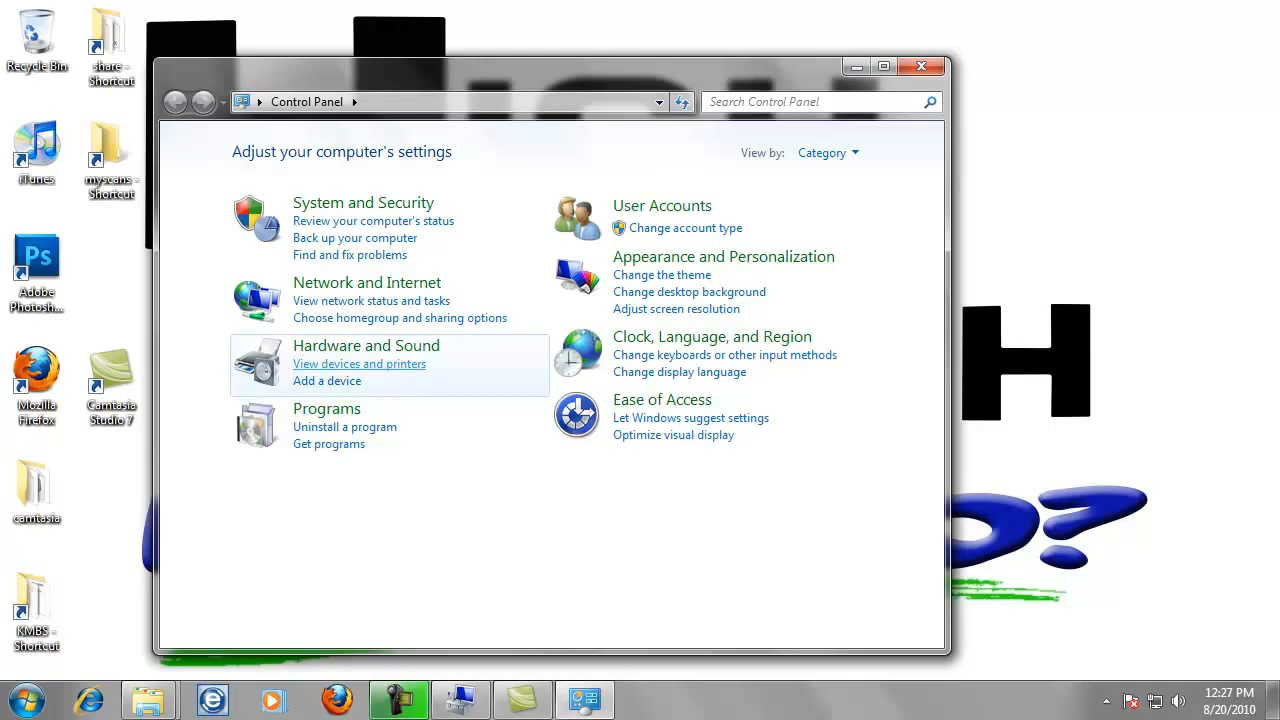 Recycle Bin
share -
Shortcut
iTunes
myscans -
Shortcut
Ps
Adobe
Photosh...
Mozilla
Firefox
Camtasia
Studio 7
camtasia
KMBS -
Shortcut
Control Panel
Search Control Panel
Adjust your computer's settings
View by: Category
System and Security
Review your computer's status
Back up your computer
Find and fix problems
Network and Internet
View network status and tasks
Choose homegroup and sharing options
Hardware and Sound
View devices and printers
Add a device
Programs
Uninstall a program
Get programs
User Accounts
Change account type
Appearance and Personalization
Change the theme
Change desktop background
Adjust screen resolution
Clock, Language, and Region
Change keyboards or other input methods
Change display language
Ease of Access
Let Windows suggest settings
Optimize visual display
H
?
12:27 PM
8/20/2010